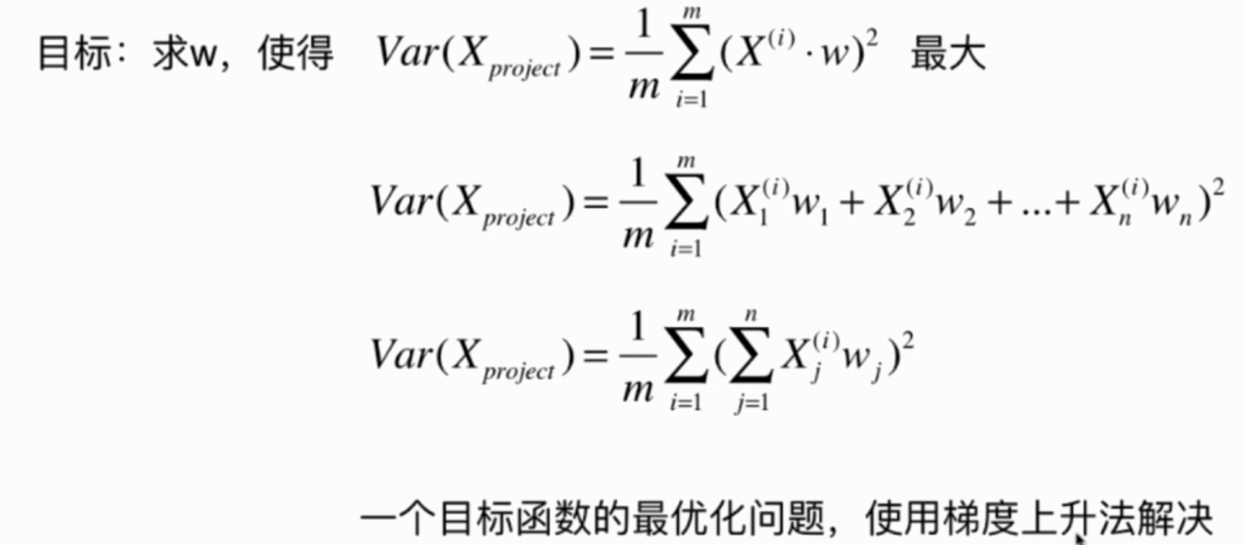 目标：求w，使得 Var(X_project) = 1/m ∑_{i=1}^{m} (X^{(i)} · w)^2 最大
Var(X_project) = 1/m ∑_{i=1}^{m} (X_1^{(i)} w_1 + X_2^{(i)} w_2 + ...+ X_n^{(i)} w_n)^2
Var(X_project) = 1/m ∑_{i=1}^{m} (∑_{j=1}^{n} X_j^{(i)} w_j)^2
一个目标函数的最优化问题，使用梯度上升法解决